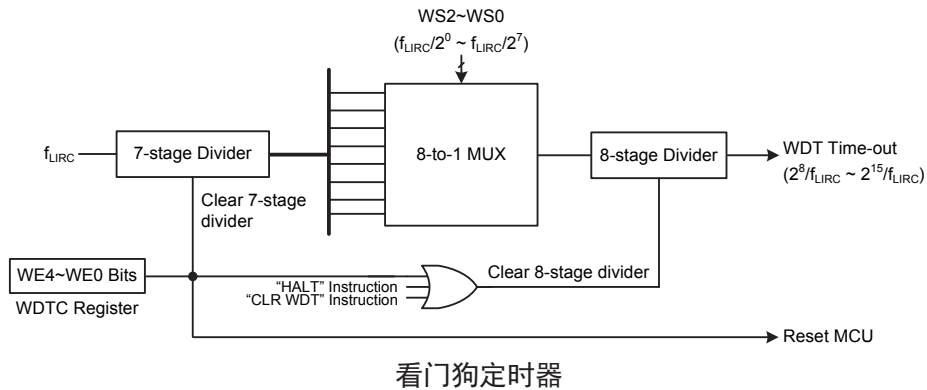 WS2~WS0
(fLIRC/2^0 ~ fLIRC/2^7)
fLIRC
7-stage Divider
8-to-1 MUX
8-stage Divider
WDT Time-out
(2^8/fLIRC ~ 2^15/fLIRC)
Clear 7-stage
divider
WE4~WE0 Bits
WDTC Register
"HALT" Instruction
"CLR WDT" Instruction
Clear 8-stage divider
Reset MCU
看门狗定时器